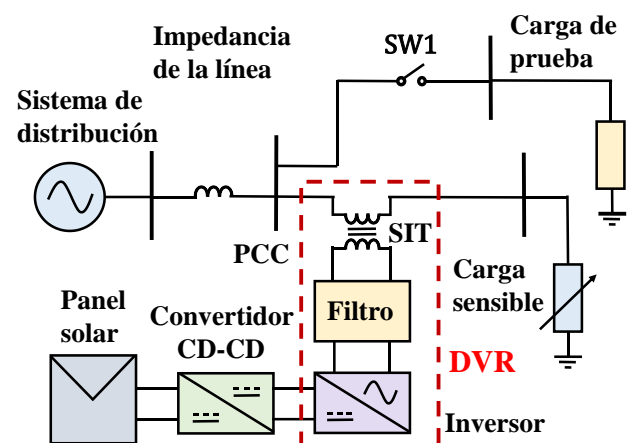 Impedancia
de la línea
SW1
Carga de
prueba
Sistema de
distribución
PCC
SIT
Carga
sensible
Panel
solar
Convertidor
CD-CD
Filtro
DVR
Inversor